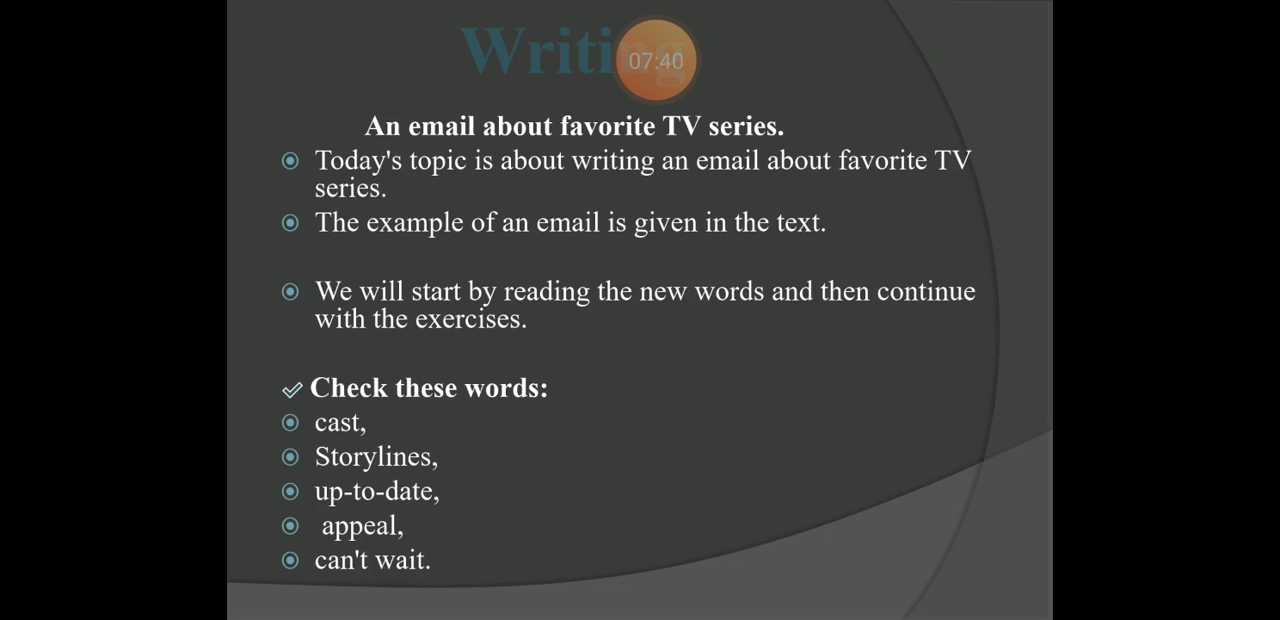 Writing
07:40
An email about favorite TV series.
Today's topic is about writing an email about favorite TV
series.
The example of an email is given in the text.
We will start by reading the new words and then continue
with the exercises.
Check these words:
cast,
Storylines,
up-to-date,
appeal,
can't wait.